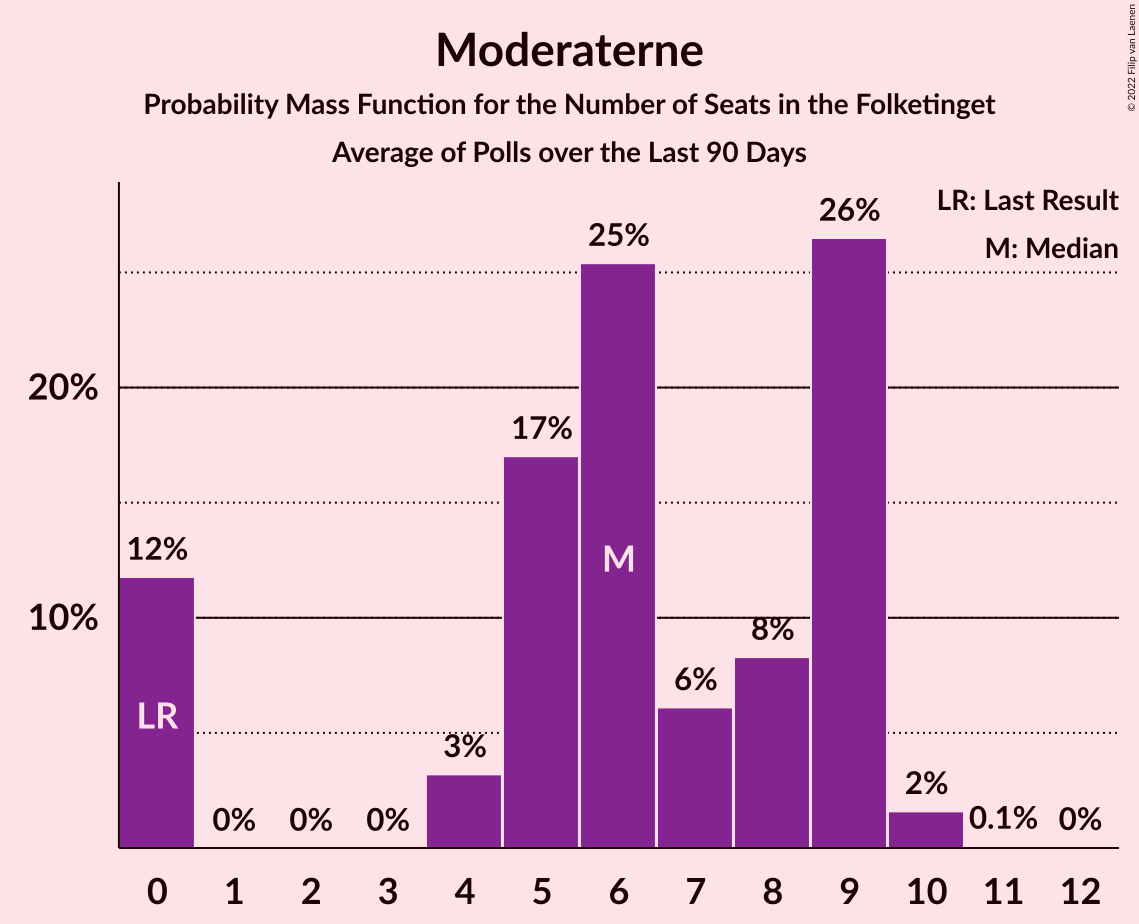 Moderaterne
Probability Mass Function for the Number of Seats in the Folketinget
Average of Polls over the Last 90 Days
© 2022 Filip van Laenen
LR: Last Result
M: Median
26%
25%
20%
17%
12%
M
10%
8%
6%
LR
3%
2%
0% 0% 0% 0.1% 0%
0 1 2 3 4 5 6 7 8 9 10 11 12